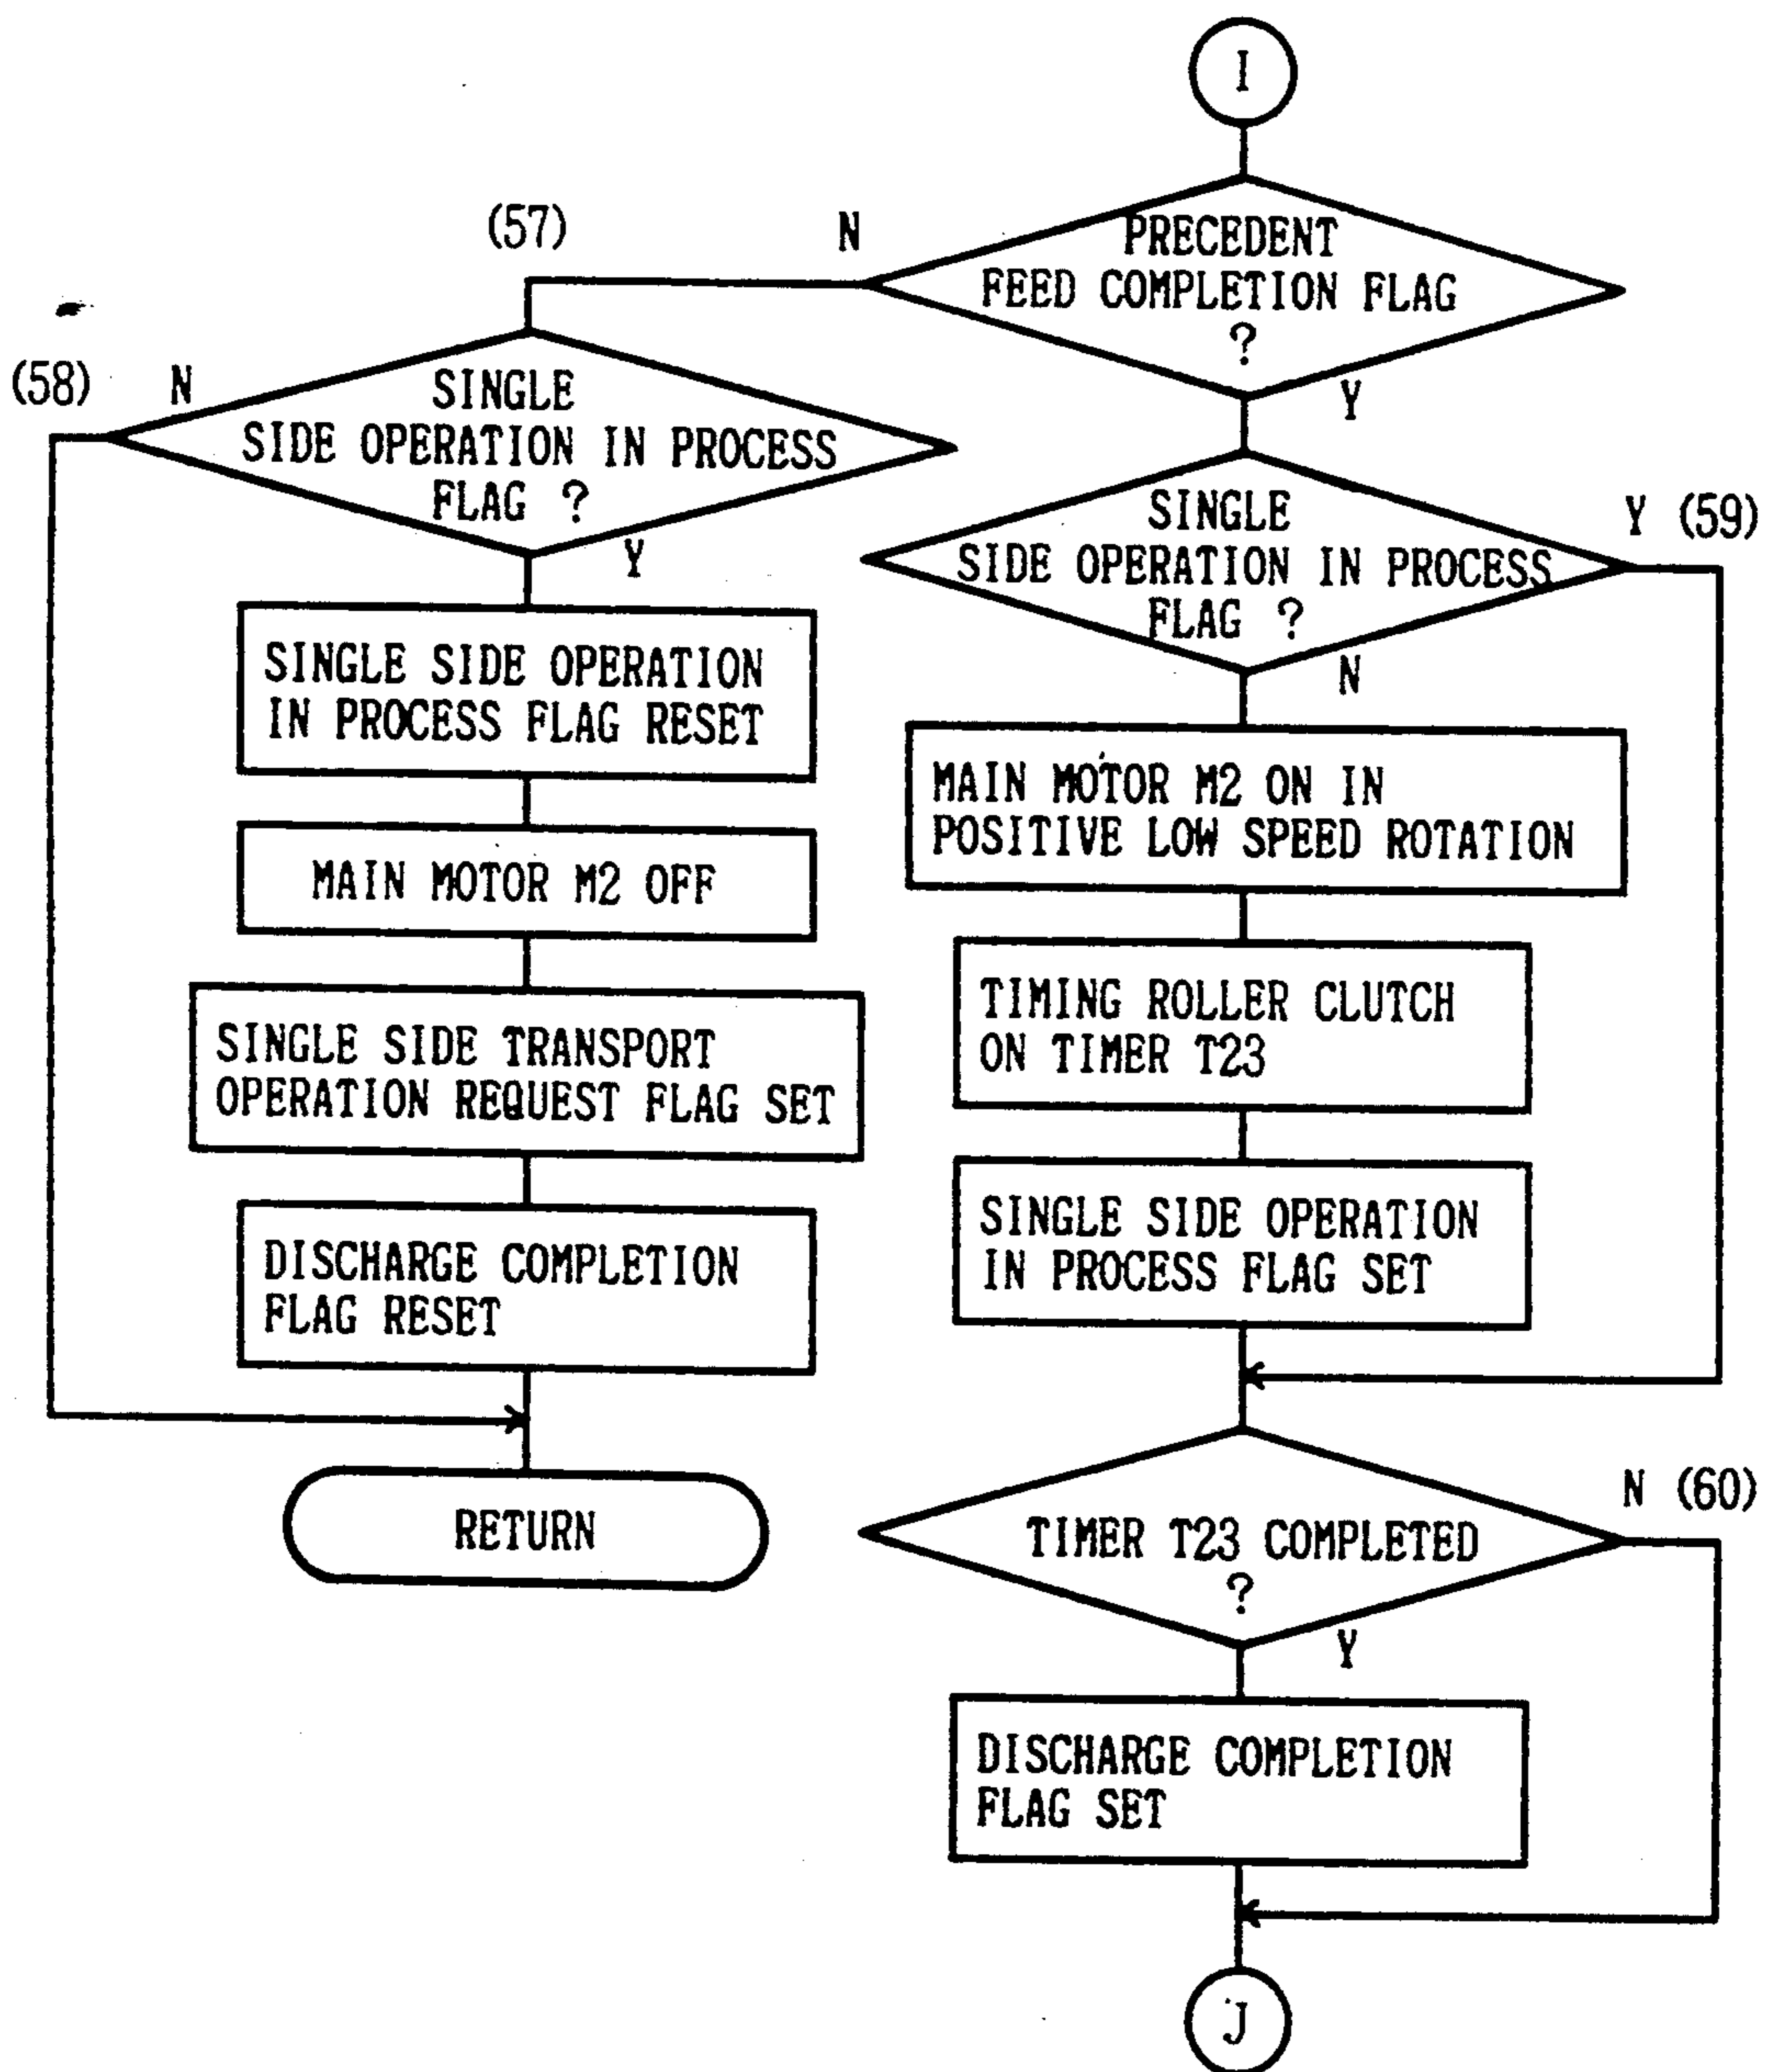 I
PRECEDENT
FEED COMPLETION FLAG
?
N
(57)
Y
(58)
N
SINGLE
SIDE OPERATION IN PROCESS
FLAG ?
Y
SINGLE SIDE OPERATION
IN PROCESS FLAG RESET
MAIN MOTOR M2 OFF
SINGLE SIDE TRANSPORT
OPERATION REQUEST FLAG SET
DISCHARGE COMPLETION
FLAG RESET
RETURN
SINGLE
SIDE OPERATION IN PROCESS
FLAG ?
Y (59)
N
MAIN MOTOR M2 ON IN
POSITIVE LOW SPEED ROTATION
TIMING ROLLER CLUTCH
ON TIMER T23
SINGLE SIDE OPERATION
IN PROCESS FLAG SET
TIMER T23 COMPLETED
?
N (60)
Y
DISCHARGE COMPLETION
FLAG SET
J